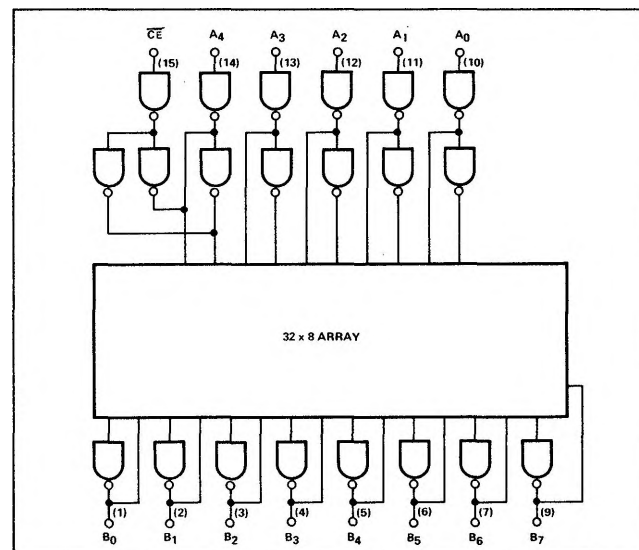 CE A4 A3 A2 A1 A0
(15) (14) (13) (12) (11) (10)
32 x 8 ARRAY
(1) (2) (3) (4) (5) (6) (7) (9)
B0 B1 B2 B3 B4 B5 B6 B7